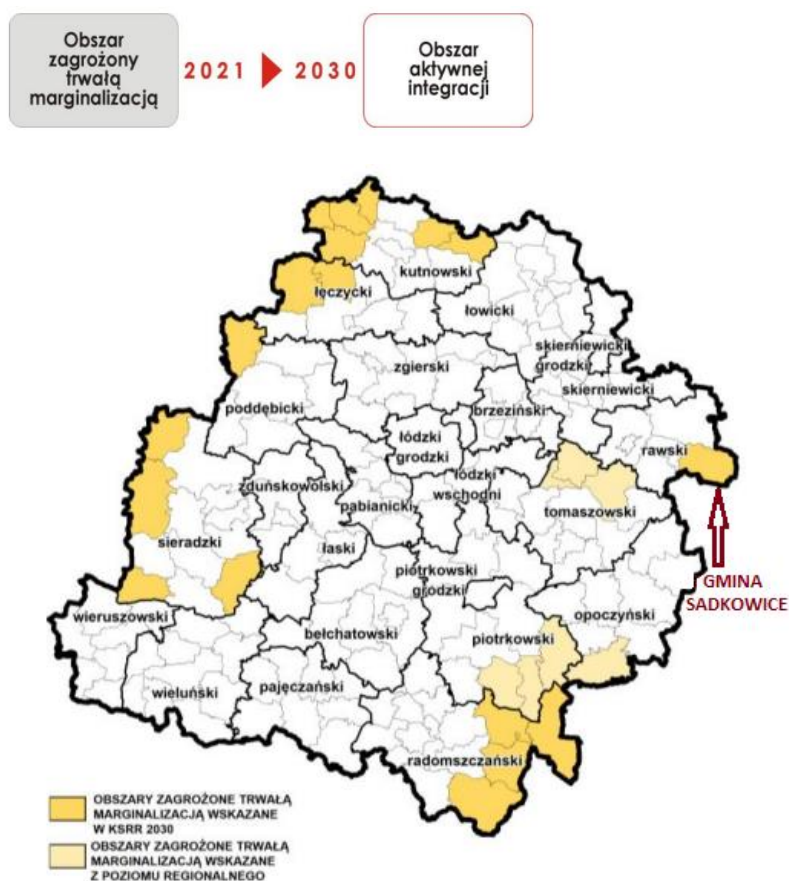 Obszar
zagrożony
trwałą
marginalizacją
2021 2030
Obszar
aktywnej
integracji
kutnowski
łęczycki
łowicki
skierniewicki
grodzki
zgierski
skierniewicki
poddębicki
brzeziński
łódzki
grodzki
rawski
łódzki
wschodni
zduńskowolski
pabianicki
tomaszowski
sieradzki
łaski
piotrkowski
grodzki
GMINA
SADKOWICE
wieruszowski
opoczyński
bełchatowski
piotrkowski
wieluński
pajęczański
radomszczański
OBSZARY ZAGROŻONE TRWAŁĄ
MARGINALIZACJĄ WSKAZANE
W KSRR 2030
OBSZARY ZAGROŻONE TRWAŁĄ
MARGINALIZACJĄ WSKAZANE
Z POZIOMU REGIONALNEGO